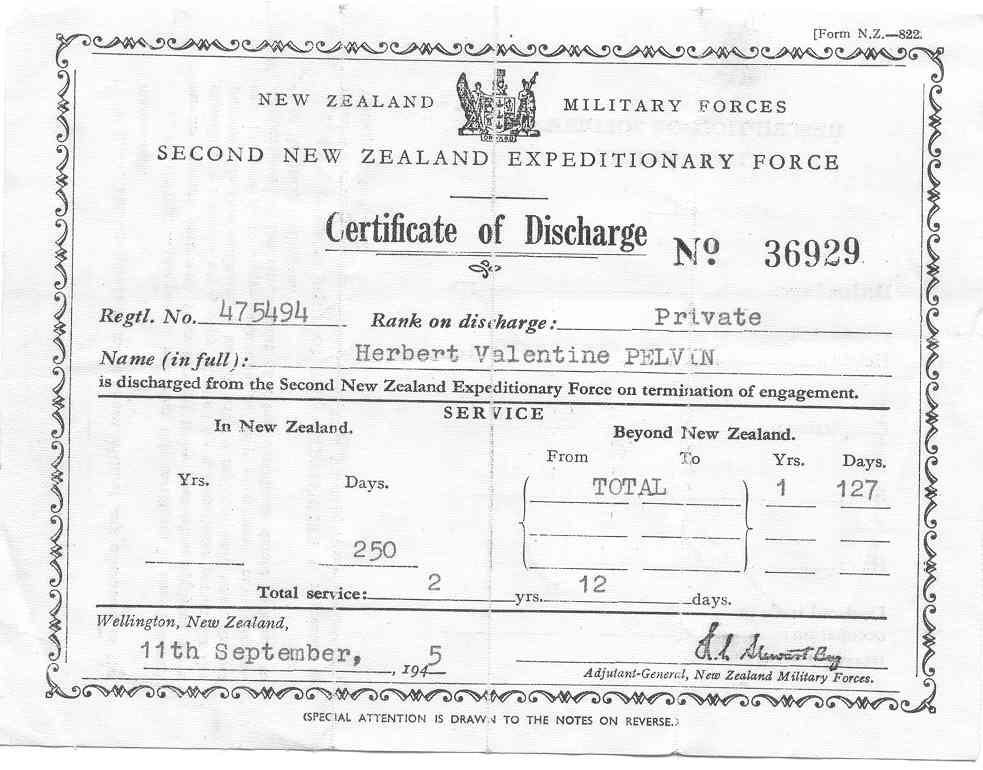 [Form N.Z.—822.
NEW ZEALAND MILITARY FORCES
SECOND NEW ZEALAND EXPEDITIONARY FORCE
Certificate of Discharge No 36929
Regtl. No. 475494 Rank on discharge: Private
Name (in full): Herbert Valentine PELVIN
is discharged from the Second New Zealand Expeditionary Force on termination of engagement.
SERVICE
In New Zealand. Beyond New Zealand.
From To Yrs. Days.
Yrs. Days.
TOTAL 1 127
250
Total service: 2 yrs. 12 days.
Wellington, New Zealand,
11th September, 1945
Adjutant-General, New Zealand Military Forces.
(SPECIAL ATTENTION IS DRAWN TO THE NOTES ON REVERSE.)